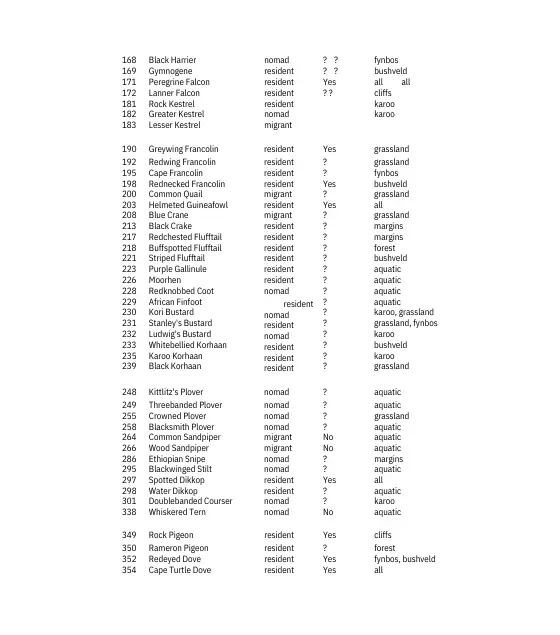 168 Black Harrier nomad ? ? fynbos
169 Gymnogene resident ? ? bushveld
171 Peregrine Falcon resident Yes all all
172 Lanner Falcon resident ?? cliffs
181 Rock Kestrel resident karoo
182 Greater Kestrel nomad karoo
183 Lesser Kestrel migrant
190 Greywing Francolin resident Yes grassland
192 Redwing Francolin resident ? grassland
195 Cape Francolin resident ? fynbos
198 Rednecked Francolin resident Yes bushveld
200 Common Quail migrant ? grassland
203 Helmeted Guineafowl resident Yes all
208 Blue Crane migrant ? grassland
213 Black Crake resident ? margins
217 Redchested Flufftail resident ? margins
218 Buffspotted Flufftail resident ? forest
221 Striped Flufftail resident ? bushveld
223 Purple Gallinule resident ? aquatic
226 Moorhen resident ? aquatic
228 Redknobbed Coot nomad ? aquatic
229 African Finfoot resident ? aquatic
230 Kori Bustard nomad ? karoo, grassland
231 Stanley's Bustard resident ? grassland, fynbos
232 Ludwig's Bustard nomad ? karoo
233 Whitebellied Korhaan resident ? bushveld
235 Karoo Korhaan resident ? karoo
239 Black Korhaan resident ? grassland
248 Kittlitz's Plover nomad ? aquatic
249 Threebanded Plover nomad ? aquatic
255 Crowned Plover nomad ? grassland
258 Blacksmith Plover nomad ? aquatic
264 Common Sandpiper migrant No aquatic
266 Wood Sandpiper migrant No aquatic
286 Ethiopian Snipe nomad ? margins
295 Blackwinged Stilt nomad ? aquatic
297 Spotted Dikkop resident Yes all
298 Water Dikkop resident ? aquatic
301 Doublebanded Courser nomad ? karoo
338 Whiskered Tern nomad No aquatic
349 Rock Pigeon resident Yes cliffs
350 Rameron Pigeon resident ? forest
352 Redeyed Dove resident Yes fynbos, bushveld
354 Cape Turtle Dove resident Yes all